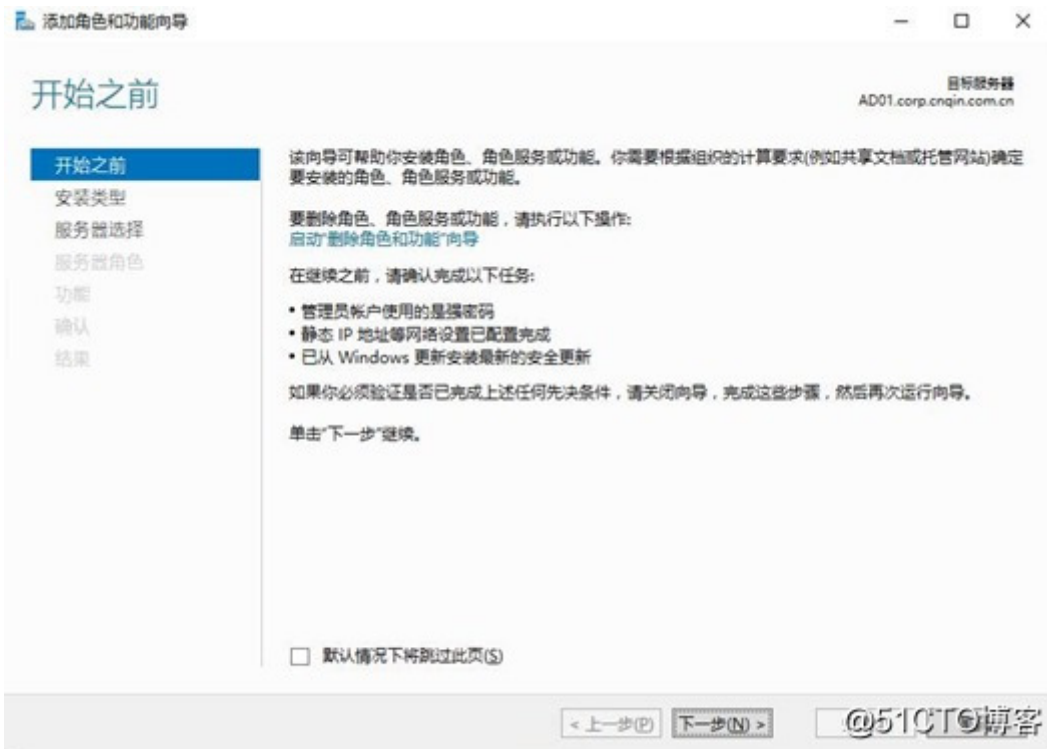 添加角色和功能向导
开始之前
目标服务器
AD01.corp.cnqin.com.cn
开始之前
安装类型
服务器选择
服务器角色
功能
确认
结果
该向导可帮助你安装角色、角色服务或功能。你需要根据组织的计算要求(例如共享文档或托管网站)确定
要安装的角色、角色服务或功能。
要删除角色、角色服务或功能，请执行以下操作:
启动"删除角色和功能"向导
在继续之前，请确认完成以下任务:
• 管理员帐户使用的是强密码
• 静态 IP 地址等网络设置已配置完成
• 已从 Windows 更新安装最新的安全更新
如果你必须验证是否已完成上述任何先决条件，请关闭向导，完成这些步骤，然后再次运行向导。
单击"下一步"继续。
默认情况下将跳过此页(S)
< 上一步(P)
下一步(N) >
@51CTO博客